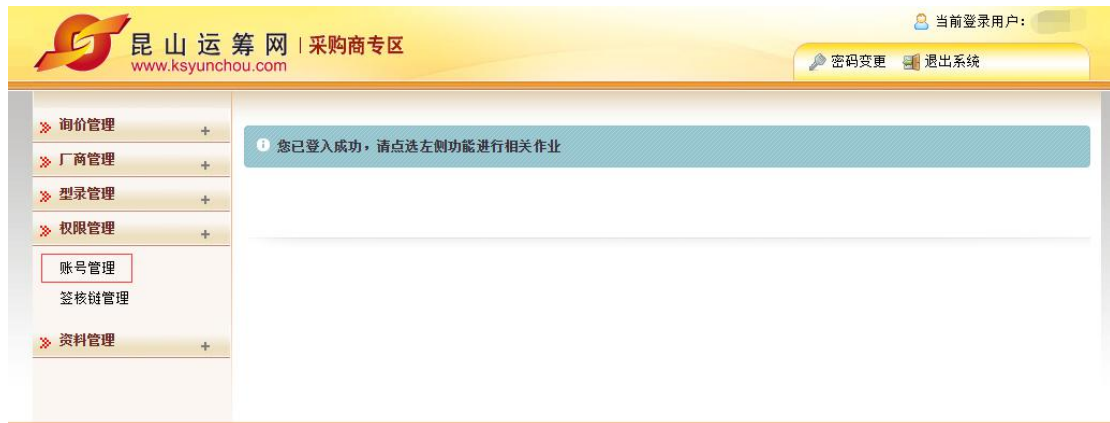 当前登录用户：
昆山运筹网 | 采购商专区
www.ksyunchou.com
密码变更 退出系统
询价管理
厂商管理
型录管理
权限管理
账号管理
签核链管理
资料管理
您已登入成功，请点选左侧功能进行相关作业